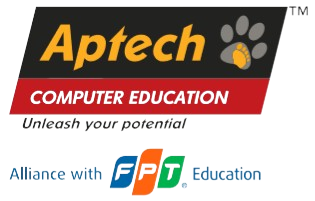 Aptech TM
COMPUTER EDUCATION
Unleash your potential
Alliance with FPT Education